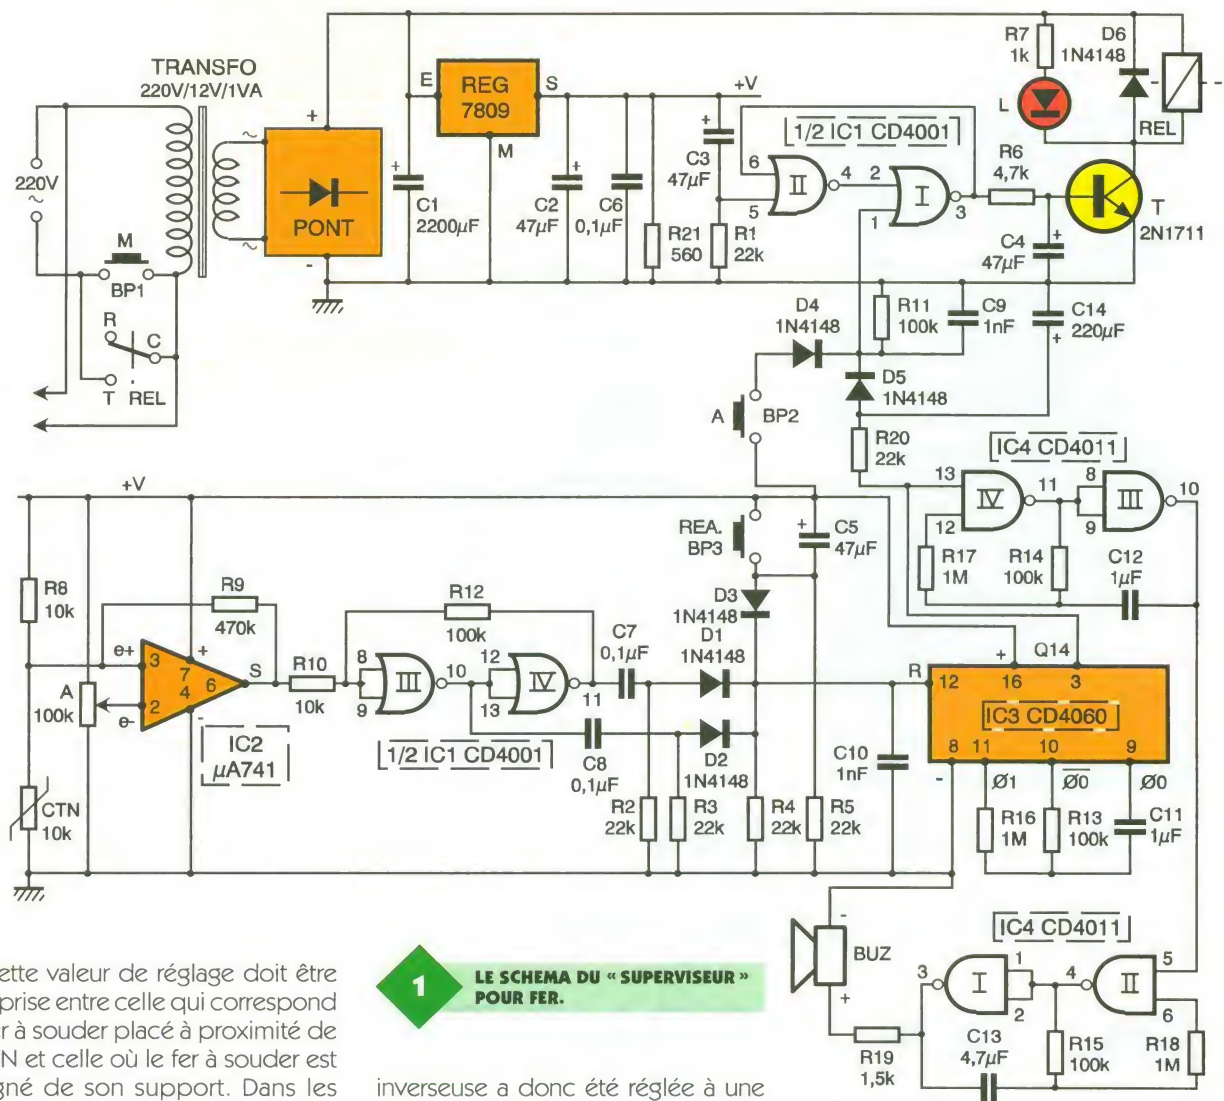 TRANSFO
220V/12V/1VA
220V
~
~
M
BP1
R
C
T REL
~
~
+
PONT
-
+
C1
2200µF
E
REG
7809
S
M
+
C2
47µF
C6
0,1µF
R21
560
+V
+
C3
47µF
R1
22k
1/2 IC1 CD4001
6
5
II
4
2
1
I
3
R6
4,7k
+
C4
47µF
R7
1k
L
D6
1N4148
REL
T
2N1711
D4
1N4148
R11
100k
C9
1nF
C14
220µF
+
D5
1N4148
A
BP2
R20
22k
IC4 CD4011
13
12
IV
11
8
9
III
10
R17
1M
R14
100k
C12
1µF
+V
R8
10k
R9
470k
A
100k
e+
e-
3
2
7
4
6
+
-
S
IC2
µA741
CTN
10k
R10
10k
R12
100k
8
9
III
10
12
13
IV
11
1/2 IC1 CD4001
C7
0,1µF
C8
0,1µF
REA.
BP3
+
C5
47µF
D3
1N4148
D1
1N4148
D2
1N4148
R2
22k
R3
22k
R4
22k
R5
22k
C10
1nF
R
12
+
16
Q14
3
IC3 CD4060
8
11
10
9
-
Ø1
Ø0
Ø0
R16
1M
R13
100k
C11
1µF
-
BUZ
+
R19
1,5k
IC4 CD4011
3
I
1
2
4
II
5
6
C13
4,7µF
R15
100k
R18
1M
ette valeur de réglage doit être
prise entre celle qui correspond
r à souder placé à proximité de
N et celle où le fer à souder est
gné de son support. Dans les
1
LE SCHEMA DU « SUPERVISEUR »
POUR FER.
inverseuse a donc été réglée à une